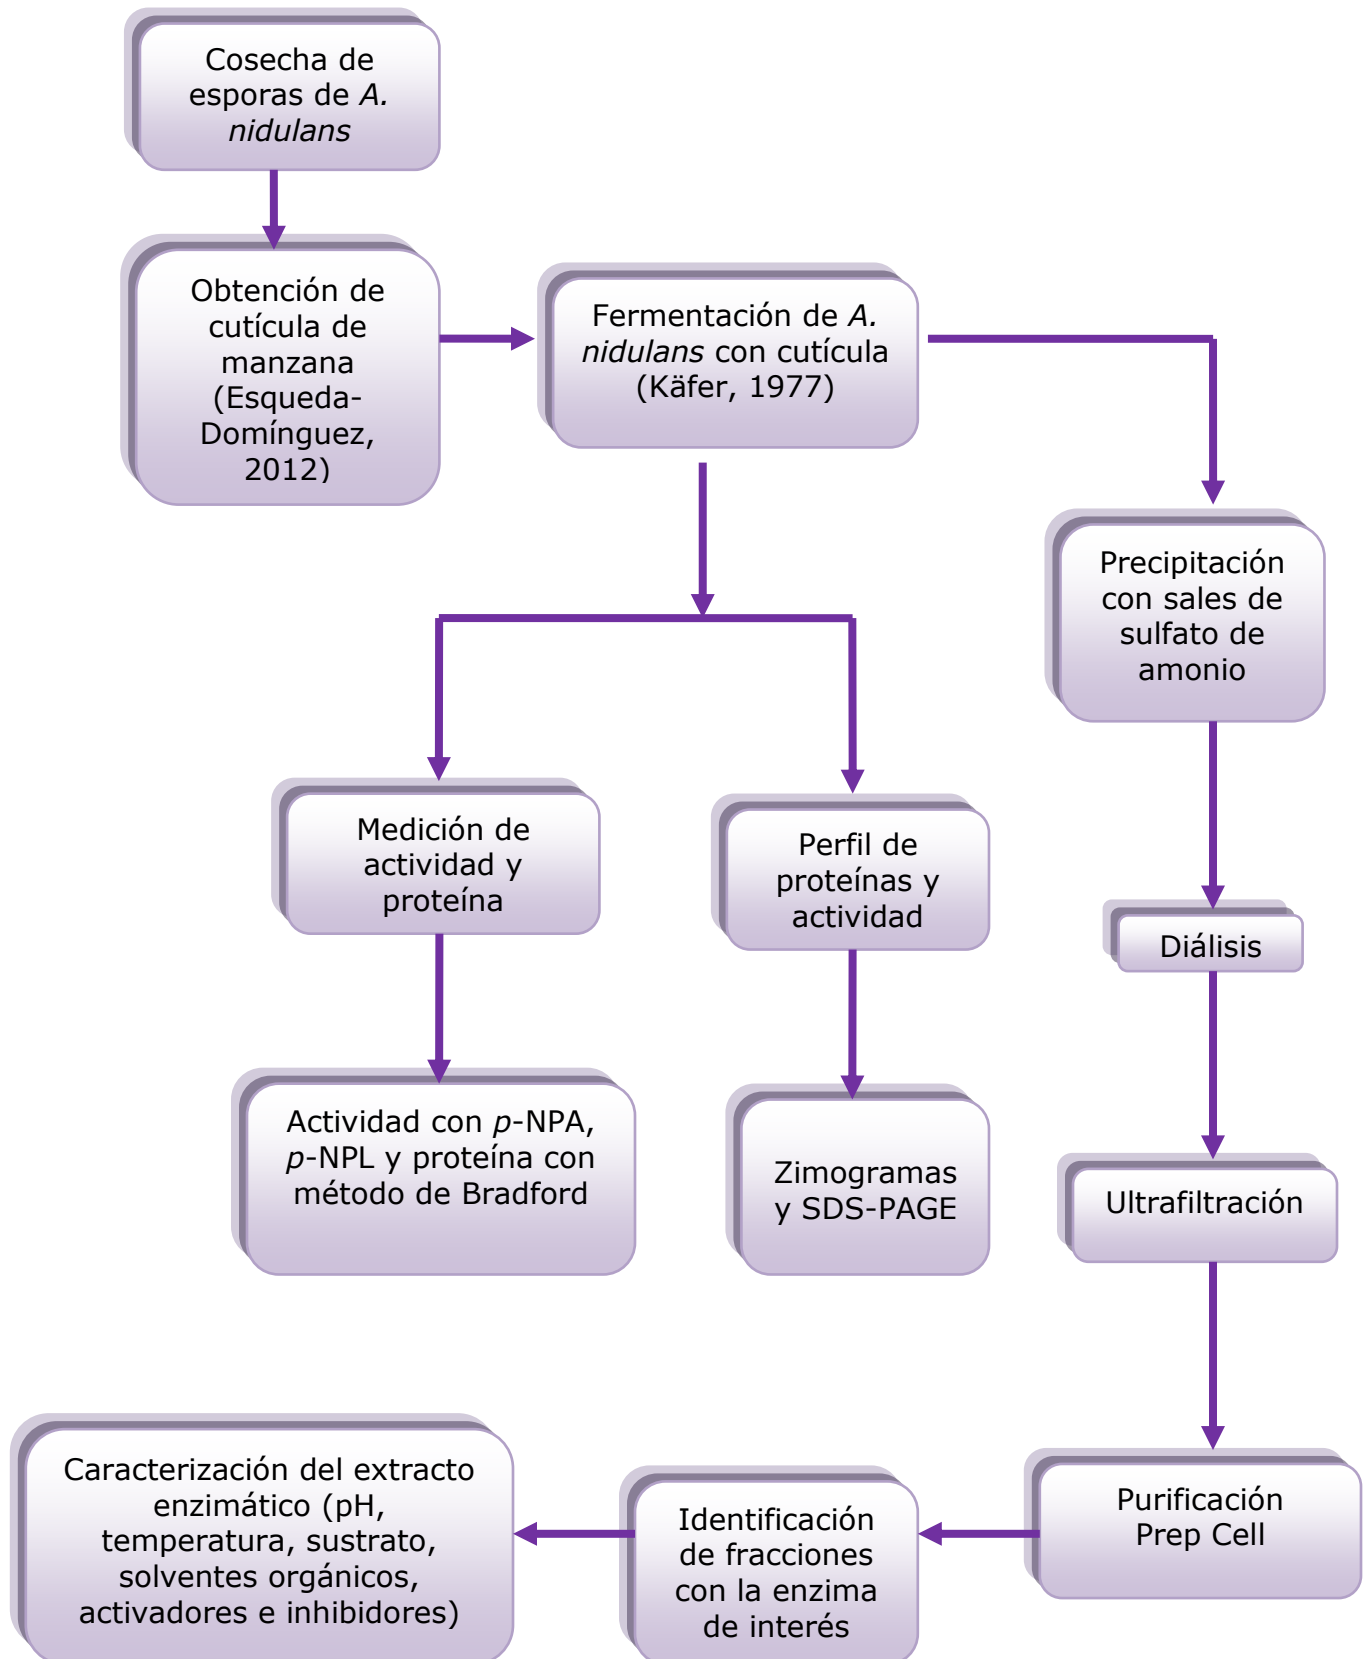 Cosecha de
esporas de A.
nidulans
Obtención de
cutícula de
manzana
(Esqueda-
Domínguez,
2012)
Fermentación de A.
nidulans con cutícula
(Käfer, 1977)
Precipitación
con sales de
sulfato de
amonio
Medición de
actividad y
proteína
Perfil de
proteínas y
actividad
Diálisis
Actividad con p-NPA,
p-NPL y proteína con
método de Bradford
Zimogramas
y SDS-PAGE
Ultrafiltración
Purificación
Prep Cell
Identificación
de fracciones
con la enzima
de interés
Caracterización del extracto
enzimático (pH,
temperatura, sustrato,
solventes orgánicos,
activadores e inhibidores)